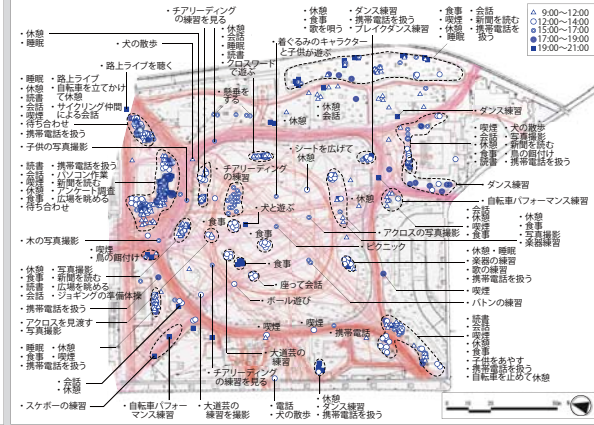 ・チアリーディング
の練習を見る
・休憩
・会話
・睡眠
・読書
・クロスワード
で遊ぶ
・休憩
・食事
・歌を唄う
・ダンス練習
・携帯電話を扱う
・ブレイクダンス練習
・食事
・喫煙
・休憩
・睡眠
・会話
・新聞を読む
・携帯電話を
扱う
△ 9:00〜12:00
○12:00〜14:00
15:00〜17:00
17:00〜19:00
■19:00〜21:00
・休憩
・睡眠
・犬の散歩
・着ぐるみのキャラクター
と子供が遊ぶ
・路上ライブを聴く
・懸垂を
する
・休憩
・会話
・ダンス練習
・睡眠
・休憩
・読書
・会話
・喫煙
・待ち合わせ
・携帯電話を扱う
・路上ライブ
・自転車を立てかけ
て休憩
・サイクリング仲間
による会話
・子供の写真撮影
・シートを広げて
休憩
・喫煙
・会話
・休憩
・食事
・読書
・犬の散歩
・写真撮影
・新聞を読む
・鳥の餌付け
・携帯電話を扱う
・読書
・会話
・喫煙
・休憩
・食事
・待ち合わせ
・携帯電話を扱う
・パソコン作業
・新聞を読む
・アンケート調査
・広場を眺める
・チアリーディング
の練習
・休憩
・ダンス練習
・自転車パフォーマンス練習
・犬と遊ぶ
・食事
・会話
・読書
・喫煙
・食事
・休憩
・食事
・写真撮影
・楽器練習
・木の写真撮影
・食事
・アクロスの写真撮影
・ピクニック
・喫煙
・鳥の餌付け
・食事
・休憩・睡眠
・楽器の練習
・歌の練習
・携帯電話を扱う
・休憩
・食事
・読書
・会話
・写真撮影
・新聞を読む
・広場を眺める
・ジョギングの準備体操
・座って会話
・喫煙
・携帯電話を扱う
・ボール遊び
・バトンの練習
・アクロスを見渡す
・写真撮影
・喫煙
・喫煙
・携帯電話
・読書
・会話
・喫煙
・休憩
・食事
・子供をあやす
・携帯電話を扱う
・自転車を止めて休憩
・睡眠
・食事
・携帯電話を扱う
・休憩
・喫煙
・大道芸の
練習
・会話
・休憩
・チアリーディング
の練習を見る
・スケボーの練習
・自転車パフォー
マンス練習
・大道芸の
練習を撮影
・電話
・犬の散歩
・休憩
・ダンス練習
・携帯電話を扱う
0 10 20 50m